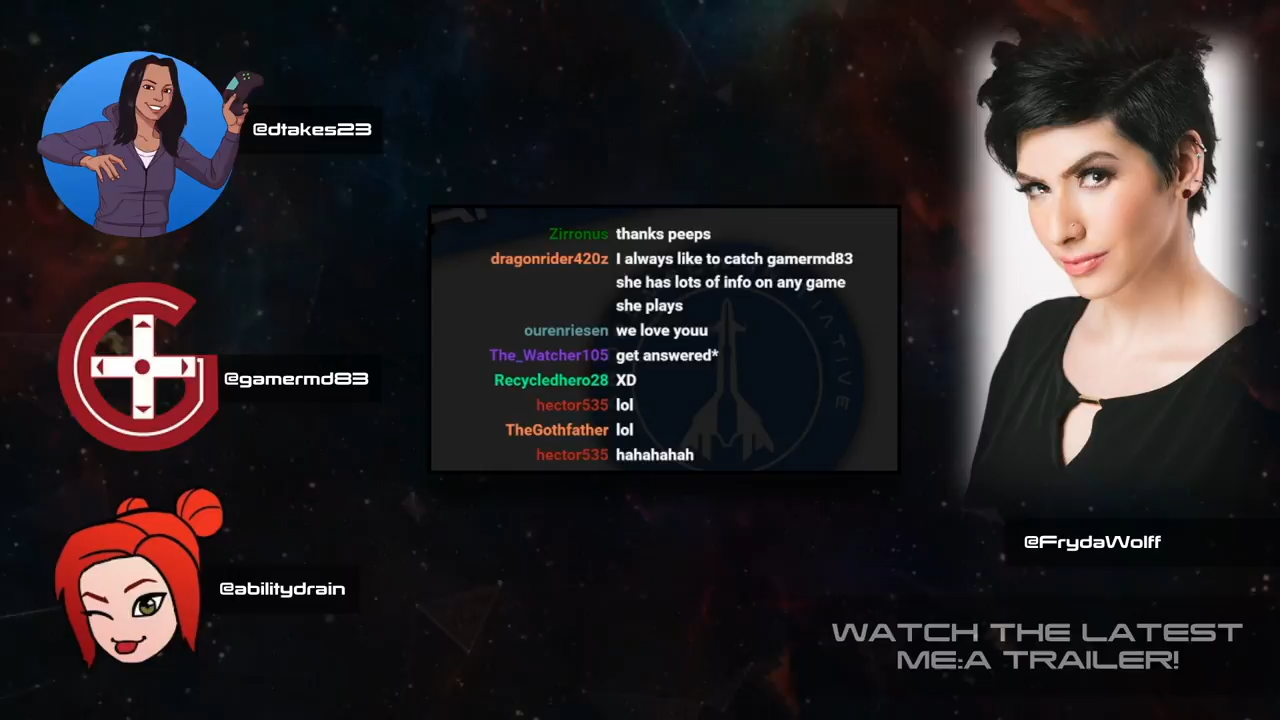 @dtakes23
@gamermd83
@abilitydrain
Zirronus thanks peeps
dragonrider420z I always like to catch gamermd83
she has lots of info on any game
she plays
ourenriesen we love youu
The_Watcher105 get answered*
Recycledhero28 XD
hector535 lol
TheGothfather lol
hector535 hahahahah
@FrydaWolff
WATCH THE LATEST
ME:A TRAILER!